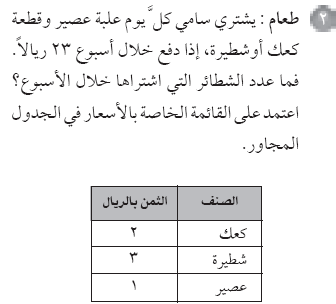 ٢ طعام : يشتري سامي كلَّ يوم علبة عصير وقطعة
كعك أو شطيرة، إذا دفع خلال أسبوع ٢٣ ريالاً.
فما عدد الشطائر التي اشتراها خلال الأسبوع؟
اعتمد على القائمة الخاصة بالأسعار في الجدول
المجاور.
الصنف الثمن بالريال
كعك ٢
شطيرة ٣
عصير ١